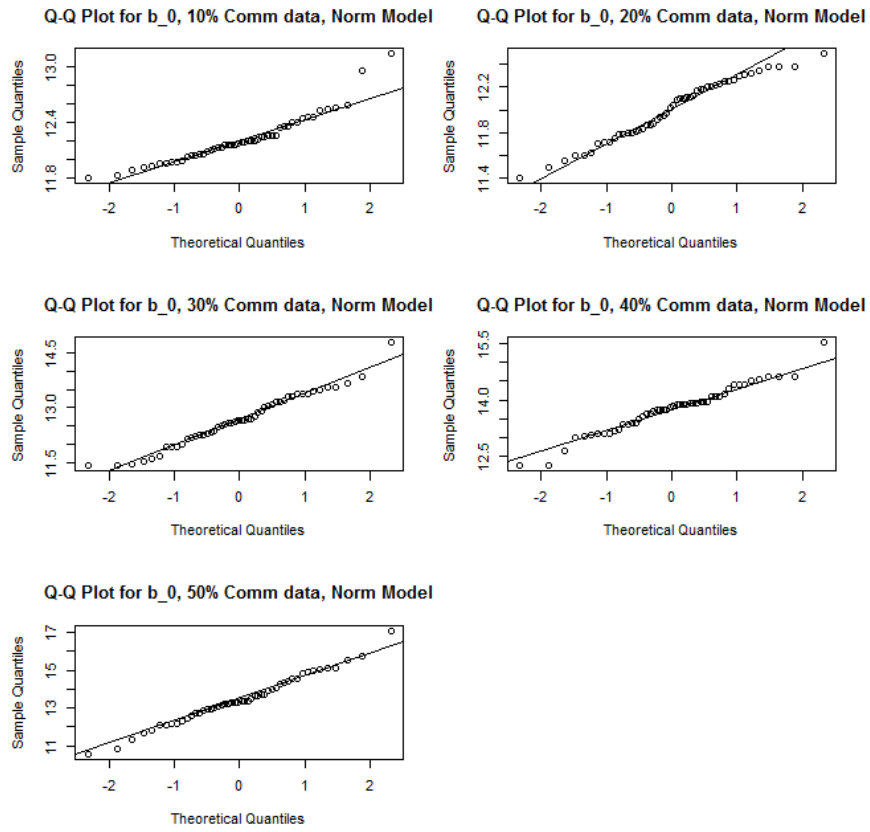 Q-Q Plot for b_0, 10% Comm data, Norm Model
Sample Quantiles
13.0
12.4
11.8
-2 -1 0 1 2
Theoretical Quantiles
Q-Q Plot for b_0, 20% Comm data, Norm Model
Sample Quantiles
12.2
11.8
11.4
-2 -1 0 1 2
Theoretical Quantiles
Q-Q Plot for b_0, 30% Comm data, Norm Model
Sample Quantiles
14.5
13.0
11.5
-2 -1 0 1 2
Theoretical Quantiles
Q-Q Plot for b_0, 40% Comm data, Norm Model
Sample Quantiles
15.5
14.0
12.5
-2 -1 0 1 2
Theoretical Quantiles
Q-Q Plot for b_0, 50% Comm data, Norm Model
Sample Quantiles
17
15
13
11
-2 -1 0 1 2
Theoretical Quantiles